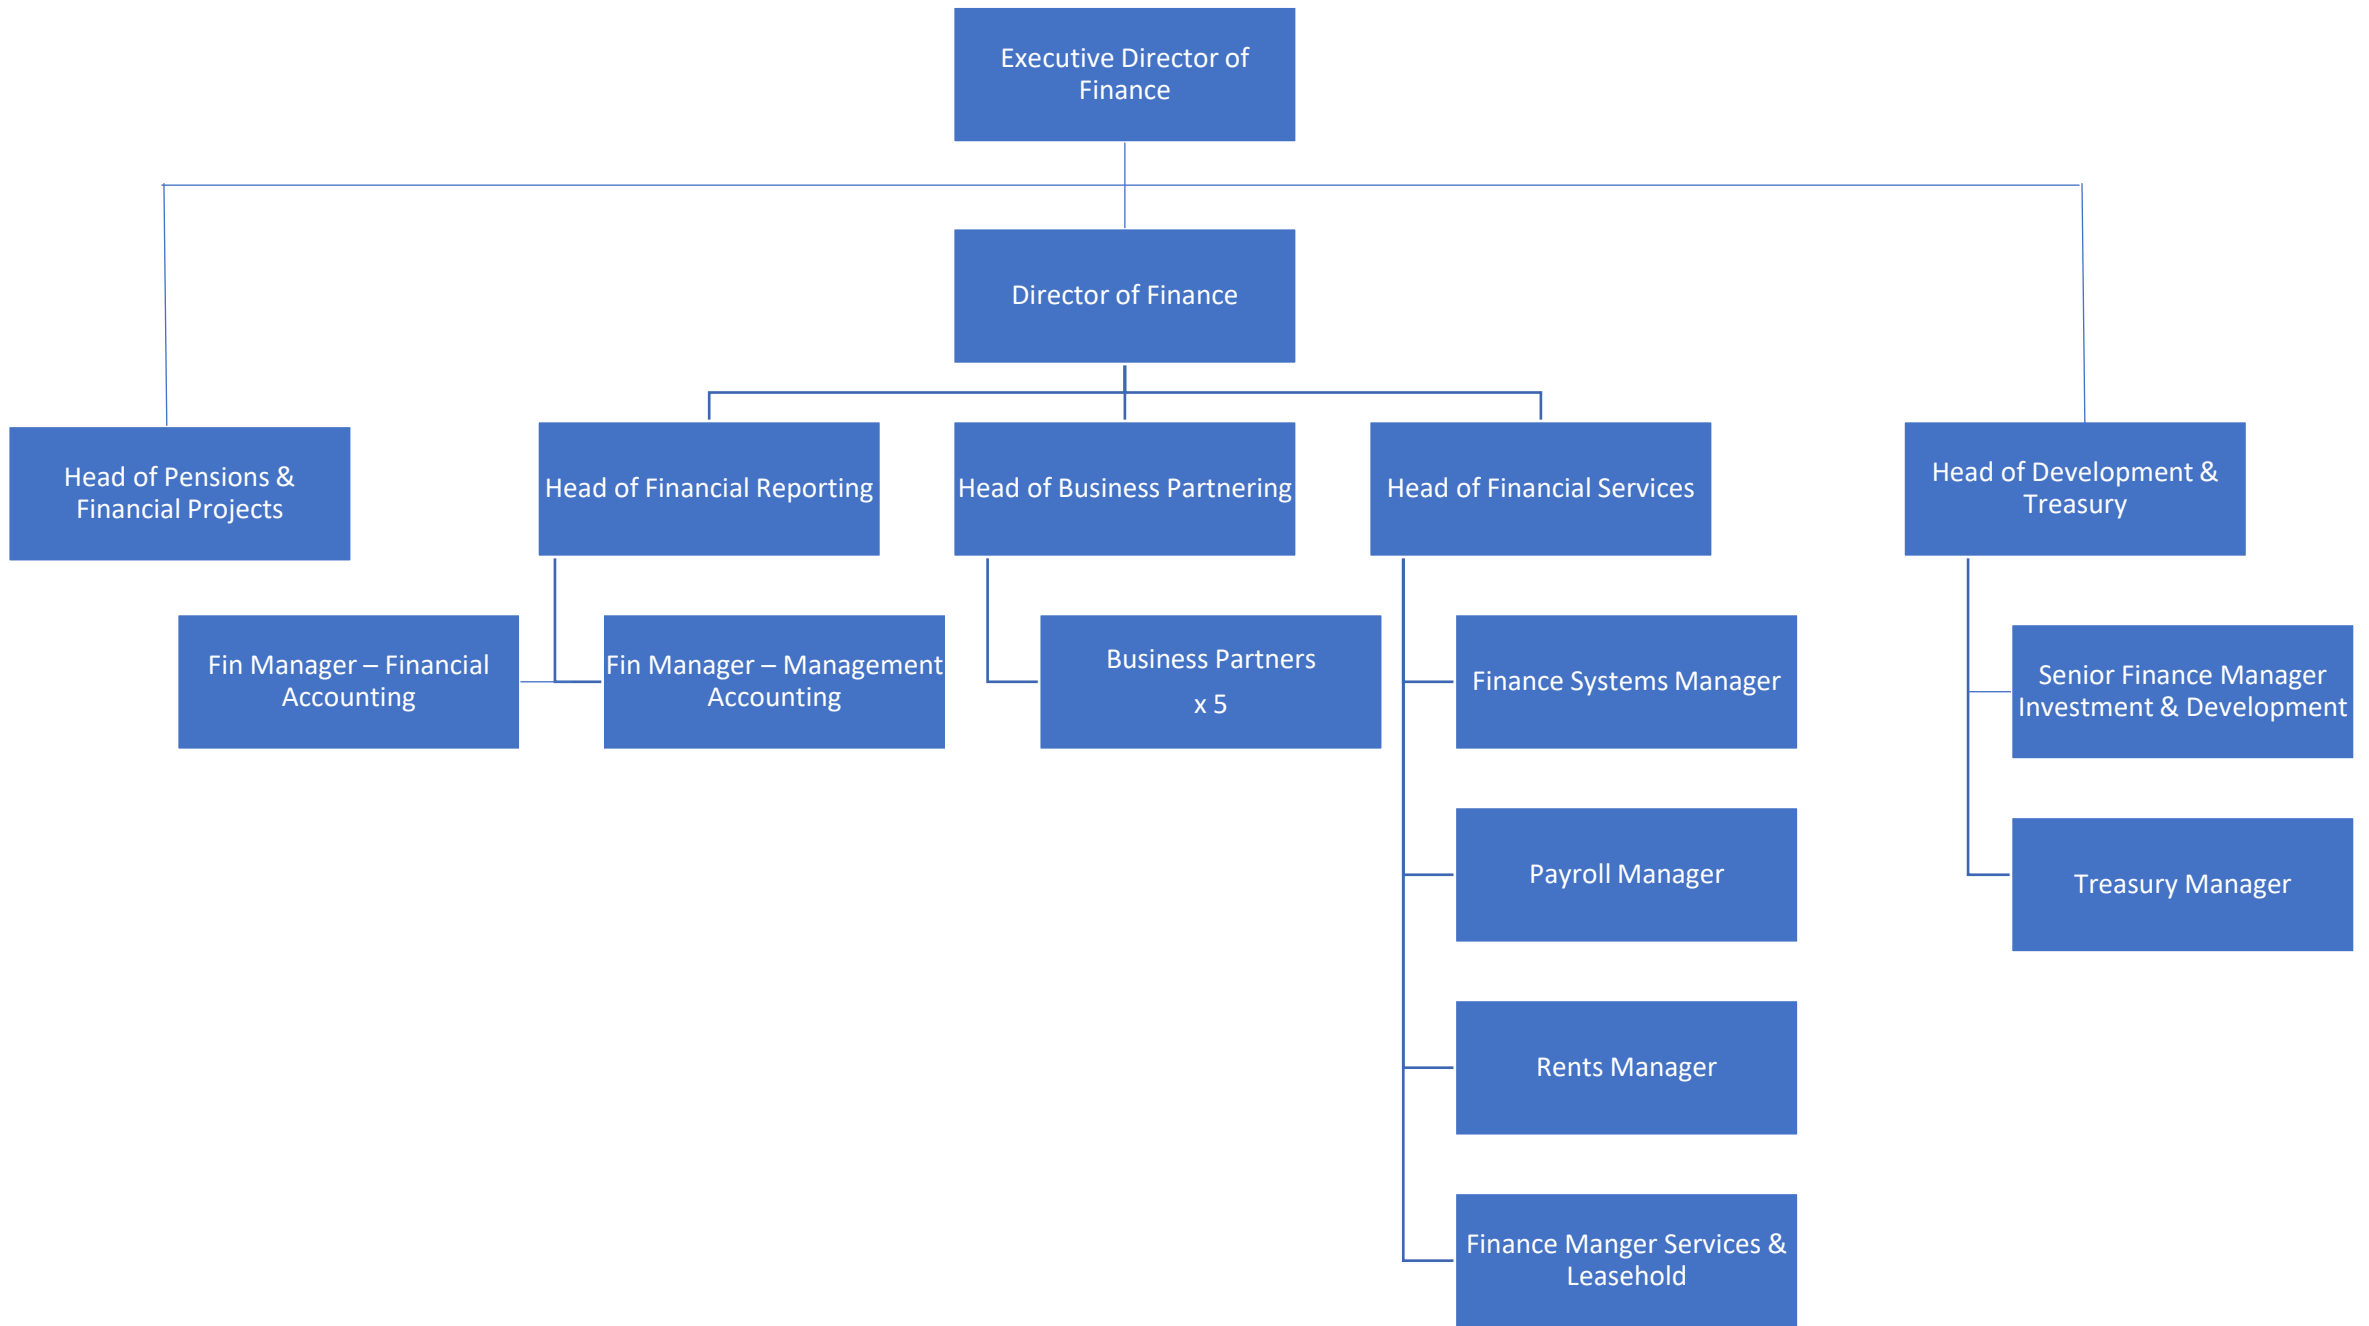 Executive Director of
Finance
Director of Finance
Head of Pensions &
Financial Projects
Head of Financial Reporting
Head of Business Partnering
Head of Financial Services
Head of Development &
Treasury
Fin Manager – Financial
Accounting
Fin Manager – Management
Accounting
Business Partners
x 5
Finance Systems Manager
Senior Finance Manager
Investment & Development
Payroll Manager
Treasury Manager
Rents Manager
Finance Manger Services &
Leasehold